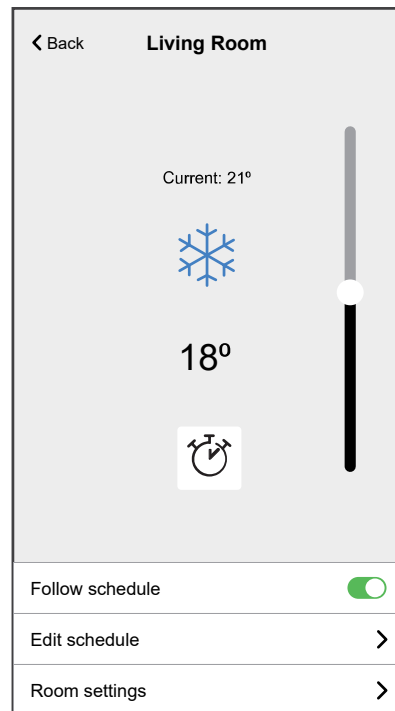 Back
Living Room
Current: 21º
18º
Follow schedule
Edit schedule
Room settings